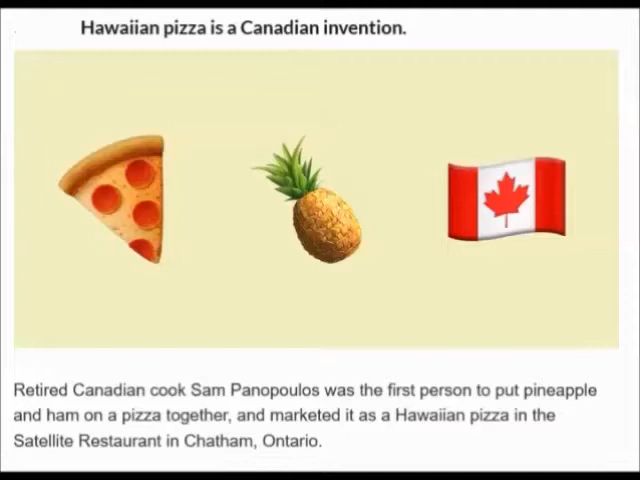 Hawaiian pizza is a Canadian invention.
Retired Canadian cook Sam Panopoulos was the first person to put pineapple
and ham on a pizza together, and marketed it as a Hawaiian pizza in the
Satellite Restaurant in Chatham, Ontario.